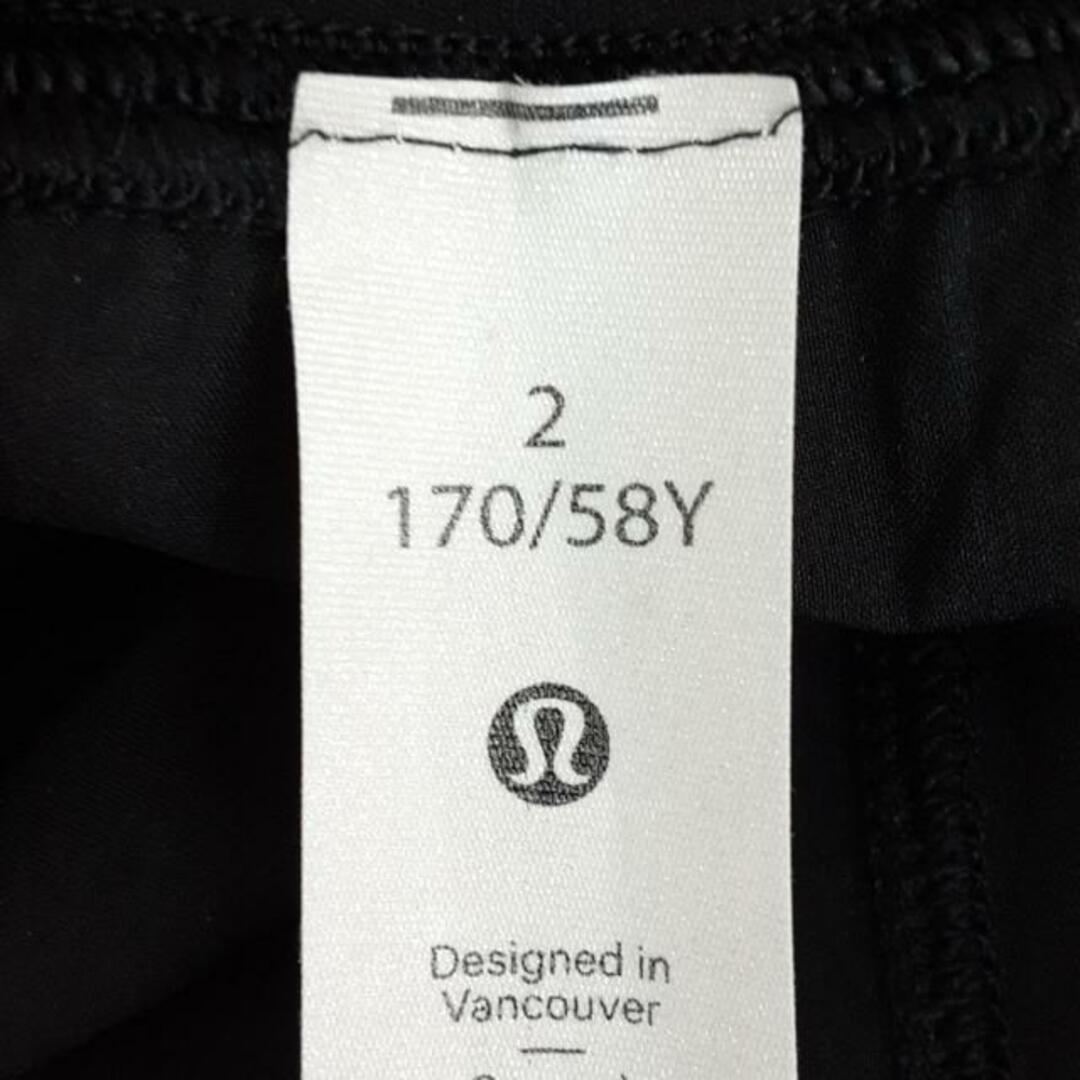 2
170/58Y
Designed in
Vancouver